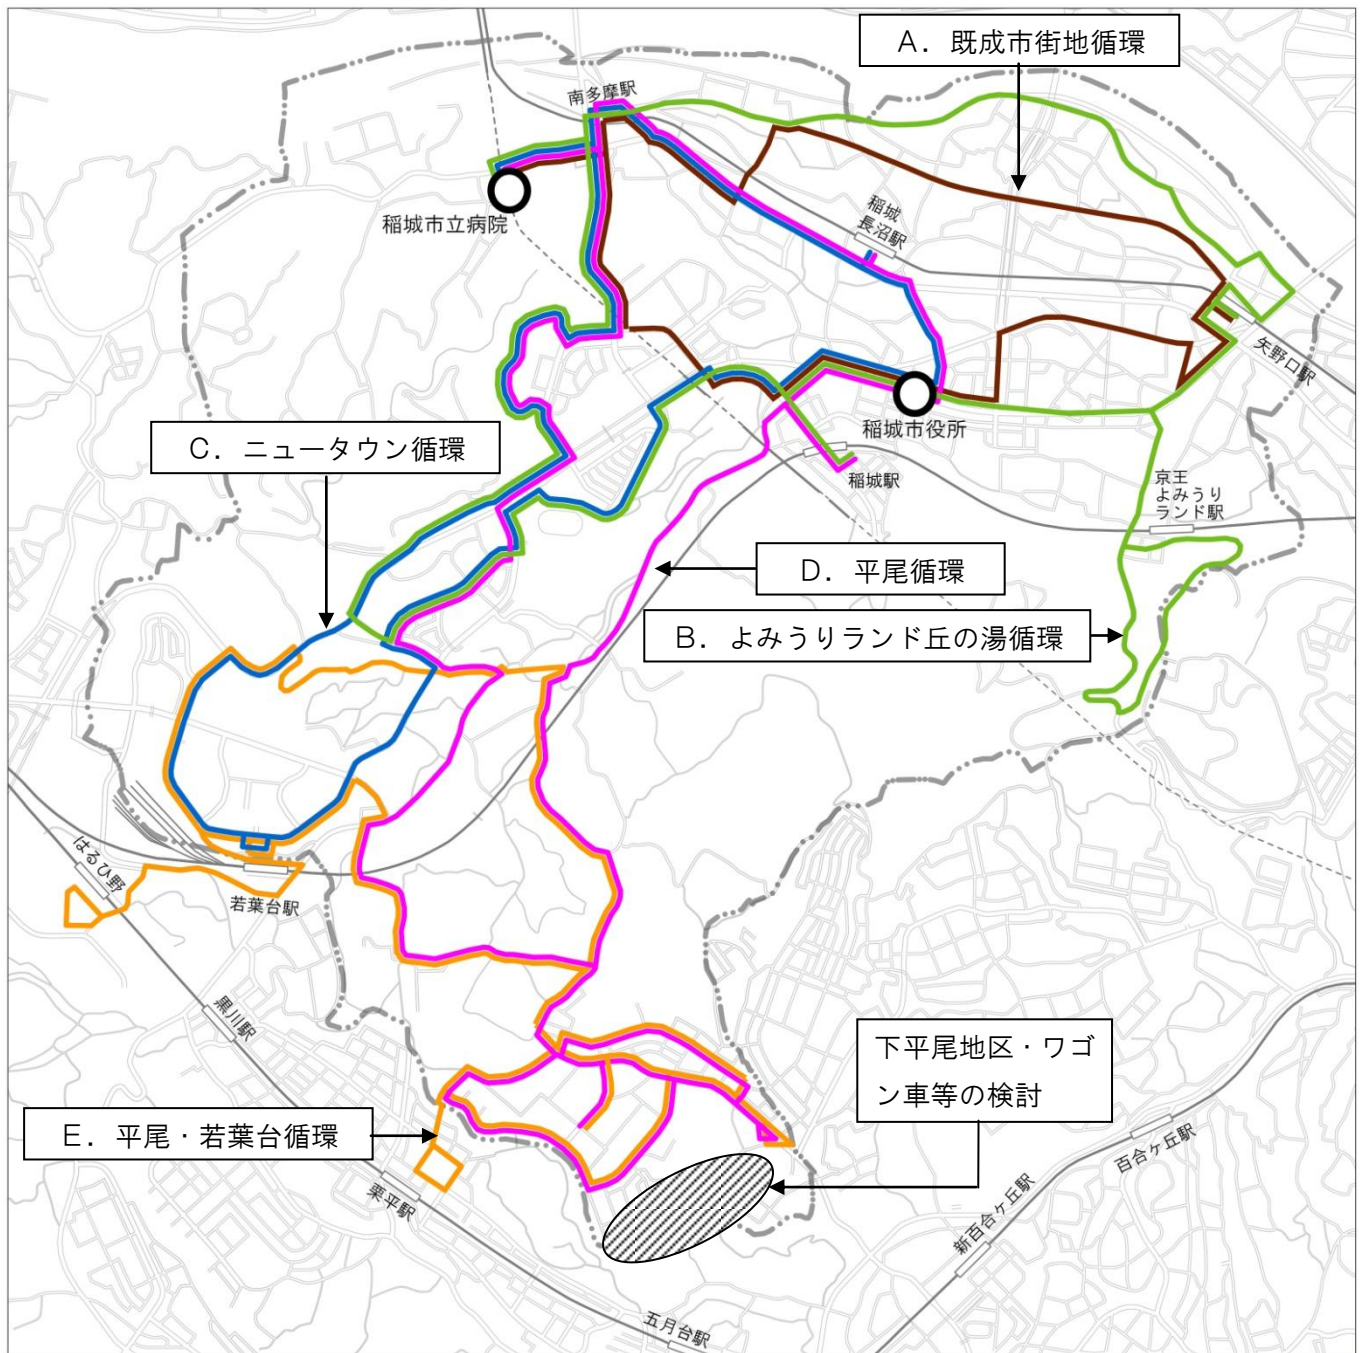 A．既成市街地循環
南多摩駅
稲城市立病院
稲城
長沼駅
矢野口駅
稲城市役所
C．ニュータウン循環
稲城駅
京王
よみうり
ランド駅
D．平尾循環
B．よみうりランド丘の湯循環
はるひ野
若葉台駅
黒川駅
下平尾地区・ワゴ
ン車等の検討
E．平尾・若葉台循環
百合ヶ丘駅
栗平駅
新百合ヶ丘駅
五月台駅